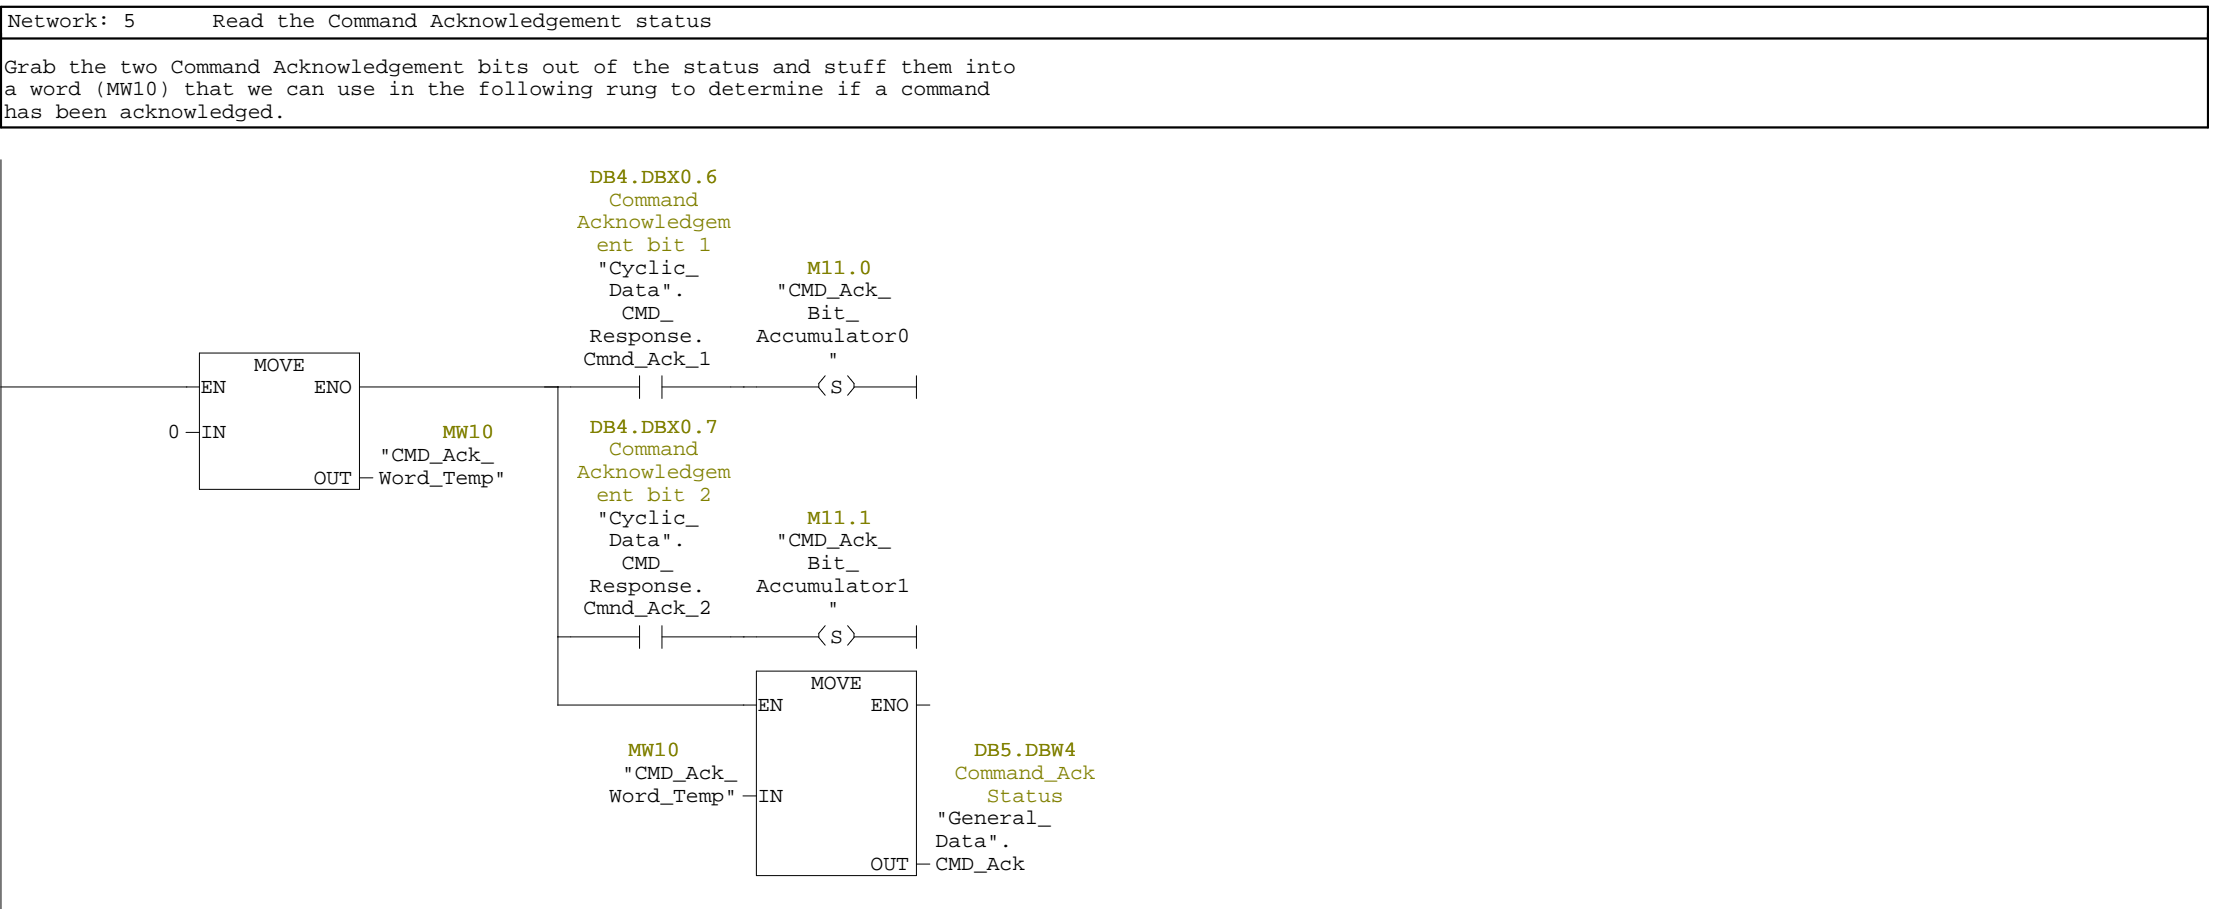 Network: 5 Read the Command Acknowledgement status
Grab the two Command Acknowledgement bits out of the status and stuff them into
a word (MW10) that we can use in the following rung to determine if a command
has been acknowledged.
DB4.DBX0.6
Command
Acknowledgem
ent bit 1
"Cyclic_
Data".
CMD_
Response.
Cmnd_Ack_1
M11.0
"CMD_Ack_
Bit_
Accumulator0
"
(S)
MOVE
EN ENO
0 IN
OUT
MW10
"CMD_Ack_
Word_Temp"
DB4.DBX0.7
Command
Acknowledgem
ent bit 2
"Cyclic_
Data".
CMD_
Response.
Cmnd_Ack_2
M11.1
"CMD_Ack_
Bit_
Accumulator1
"
(S)
MOVE
EN ENO
MW10
"CMD_Ack_
Word_Temp"
IN
OUT
DB5.DBW4
Command_Ack
Status
"General_
Data".
CMD_Ack